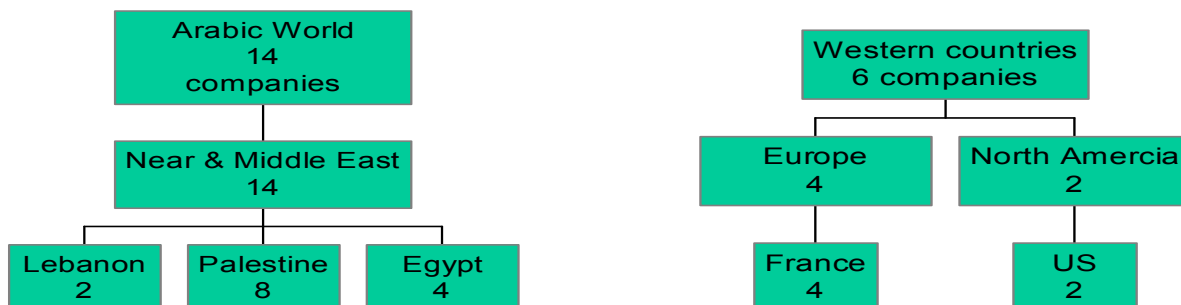 Arabic World
14
companies
Near & Middle East
14
Lebanon
2
Palestine
8
Egypt
4
Western countries
6 companies
Europe
4
North Amercia
2
France
4
US
2